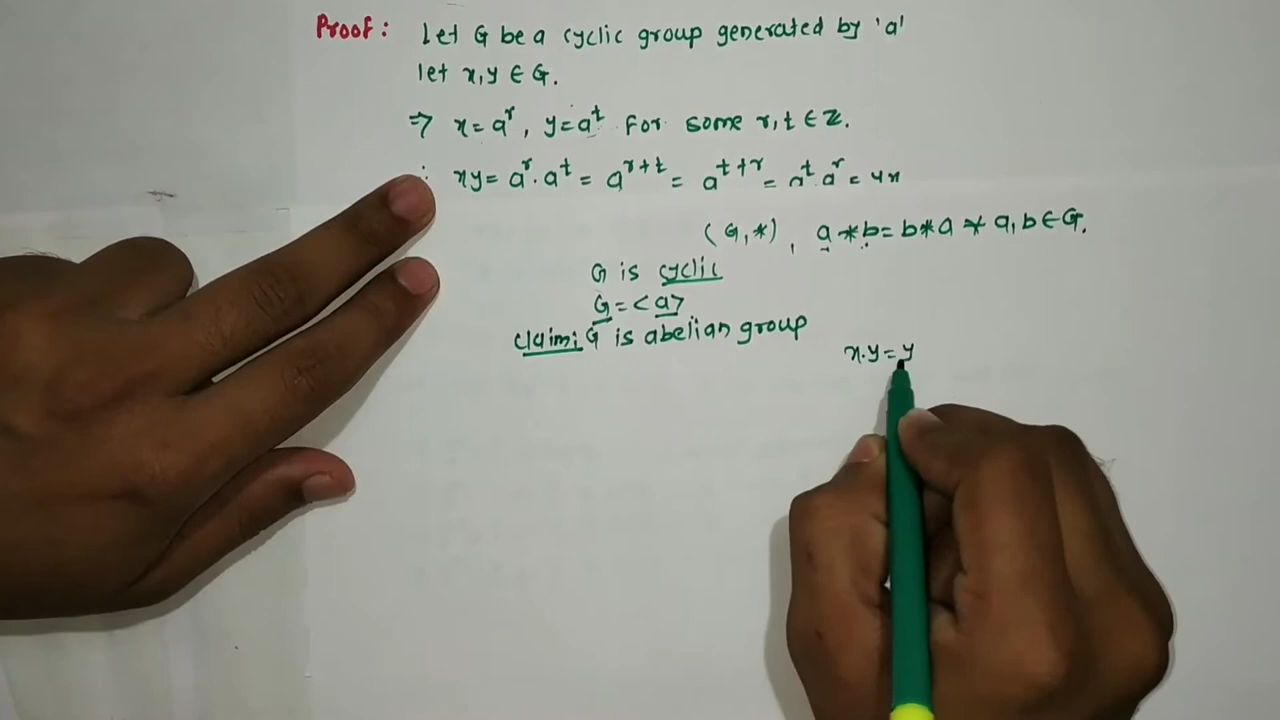 Proof: Let G be a cyclic group generated by 'a'
let x, y ∈ G.
⇒ x = a^r, y = a^t for some r, t ∈ Z.
∴ xy = a^r · a^t = a^{r+t} = a^{t+r} = a^t · a^r = yx
(G, *), a * b = b * a ∀ a, b ∈ G.
G is cyclic
G = <a>
Claim: G is abelian group
x.y = y